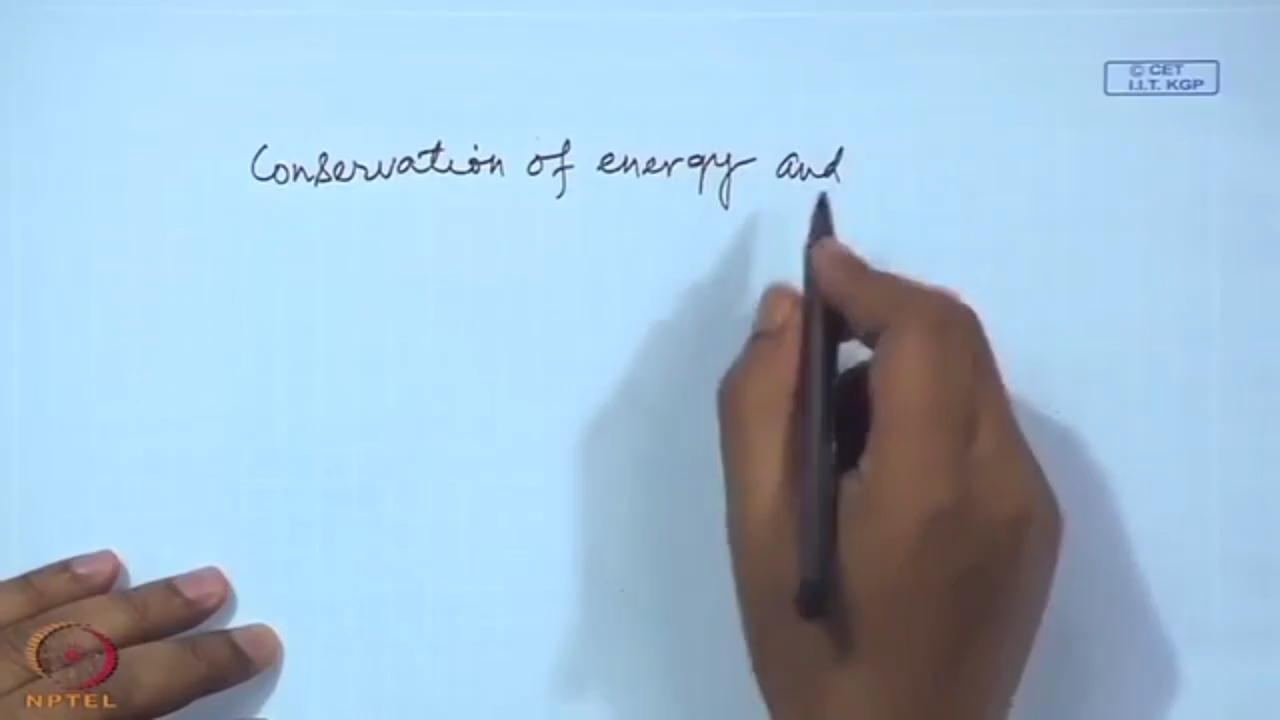 © CET
I.I.T. KGP
Conservation of energy and
NPTEL